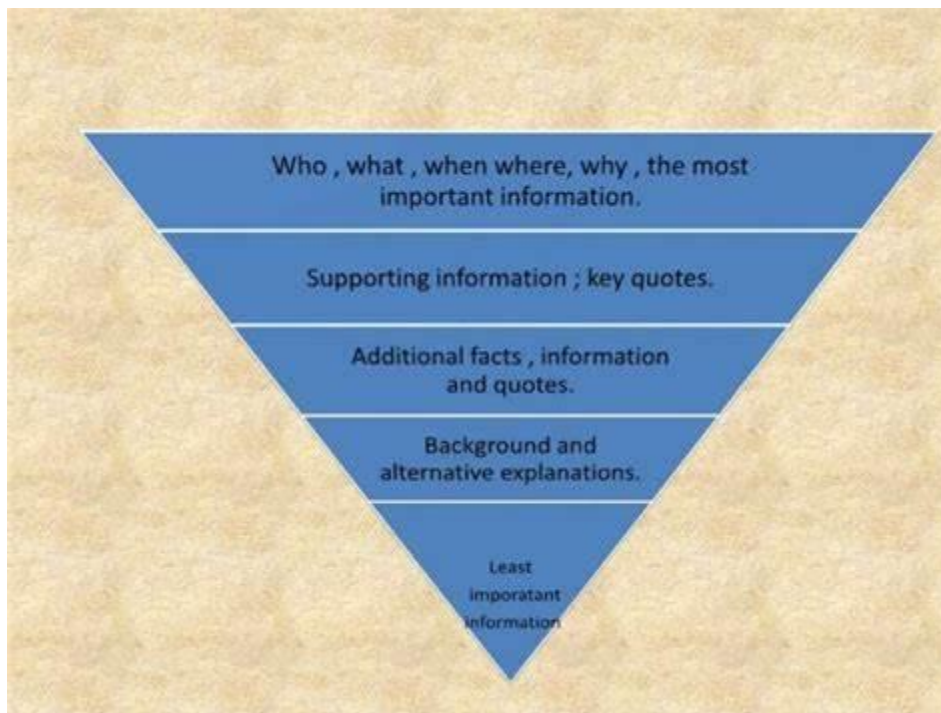 Who , what , when where, why , the most
important information.
Supporting information ; key quotes.
Additional facts , information
and quotes.
Background and
alternative explanations.
Least
imporatant
information